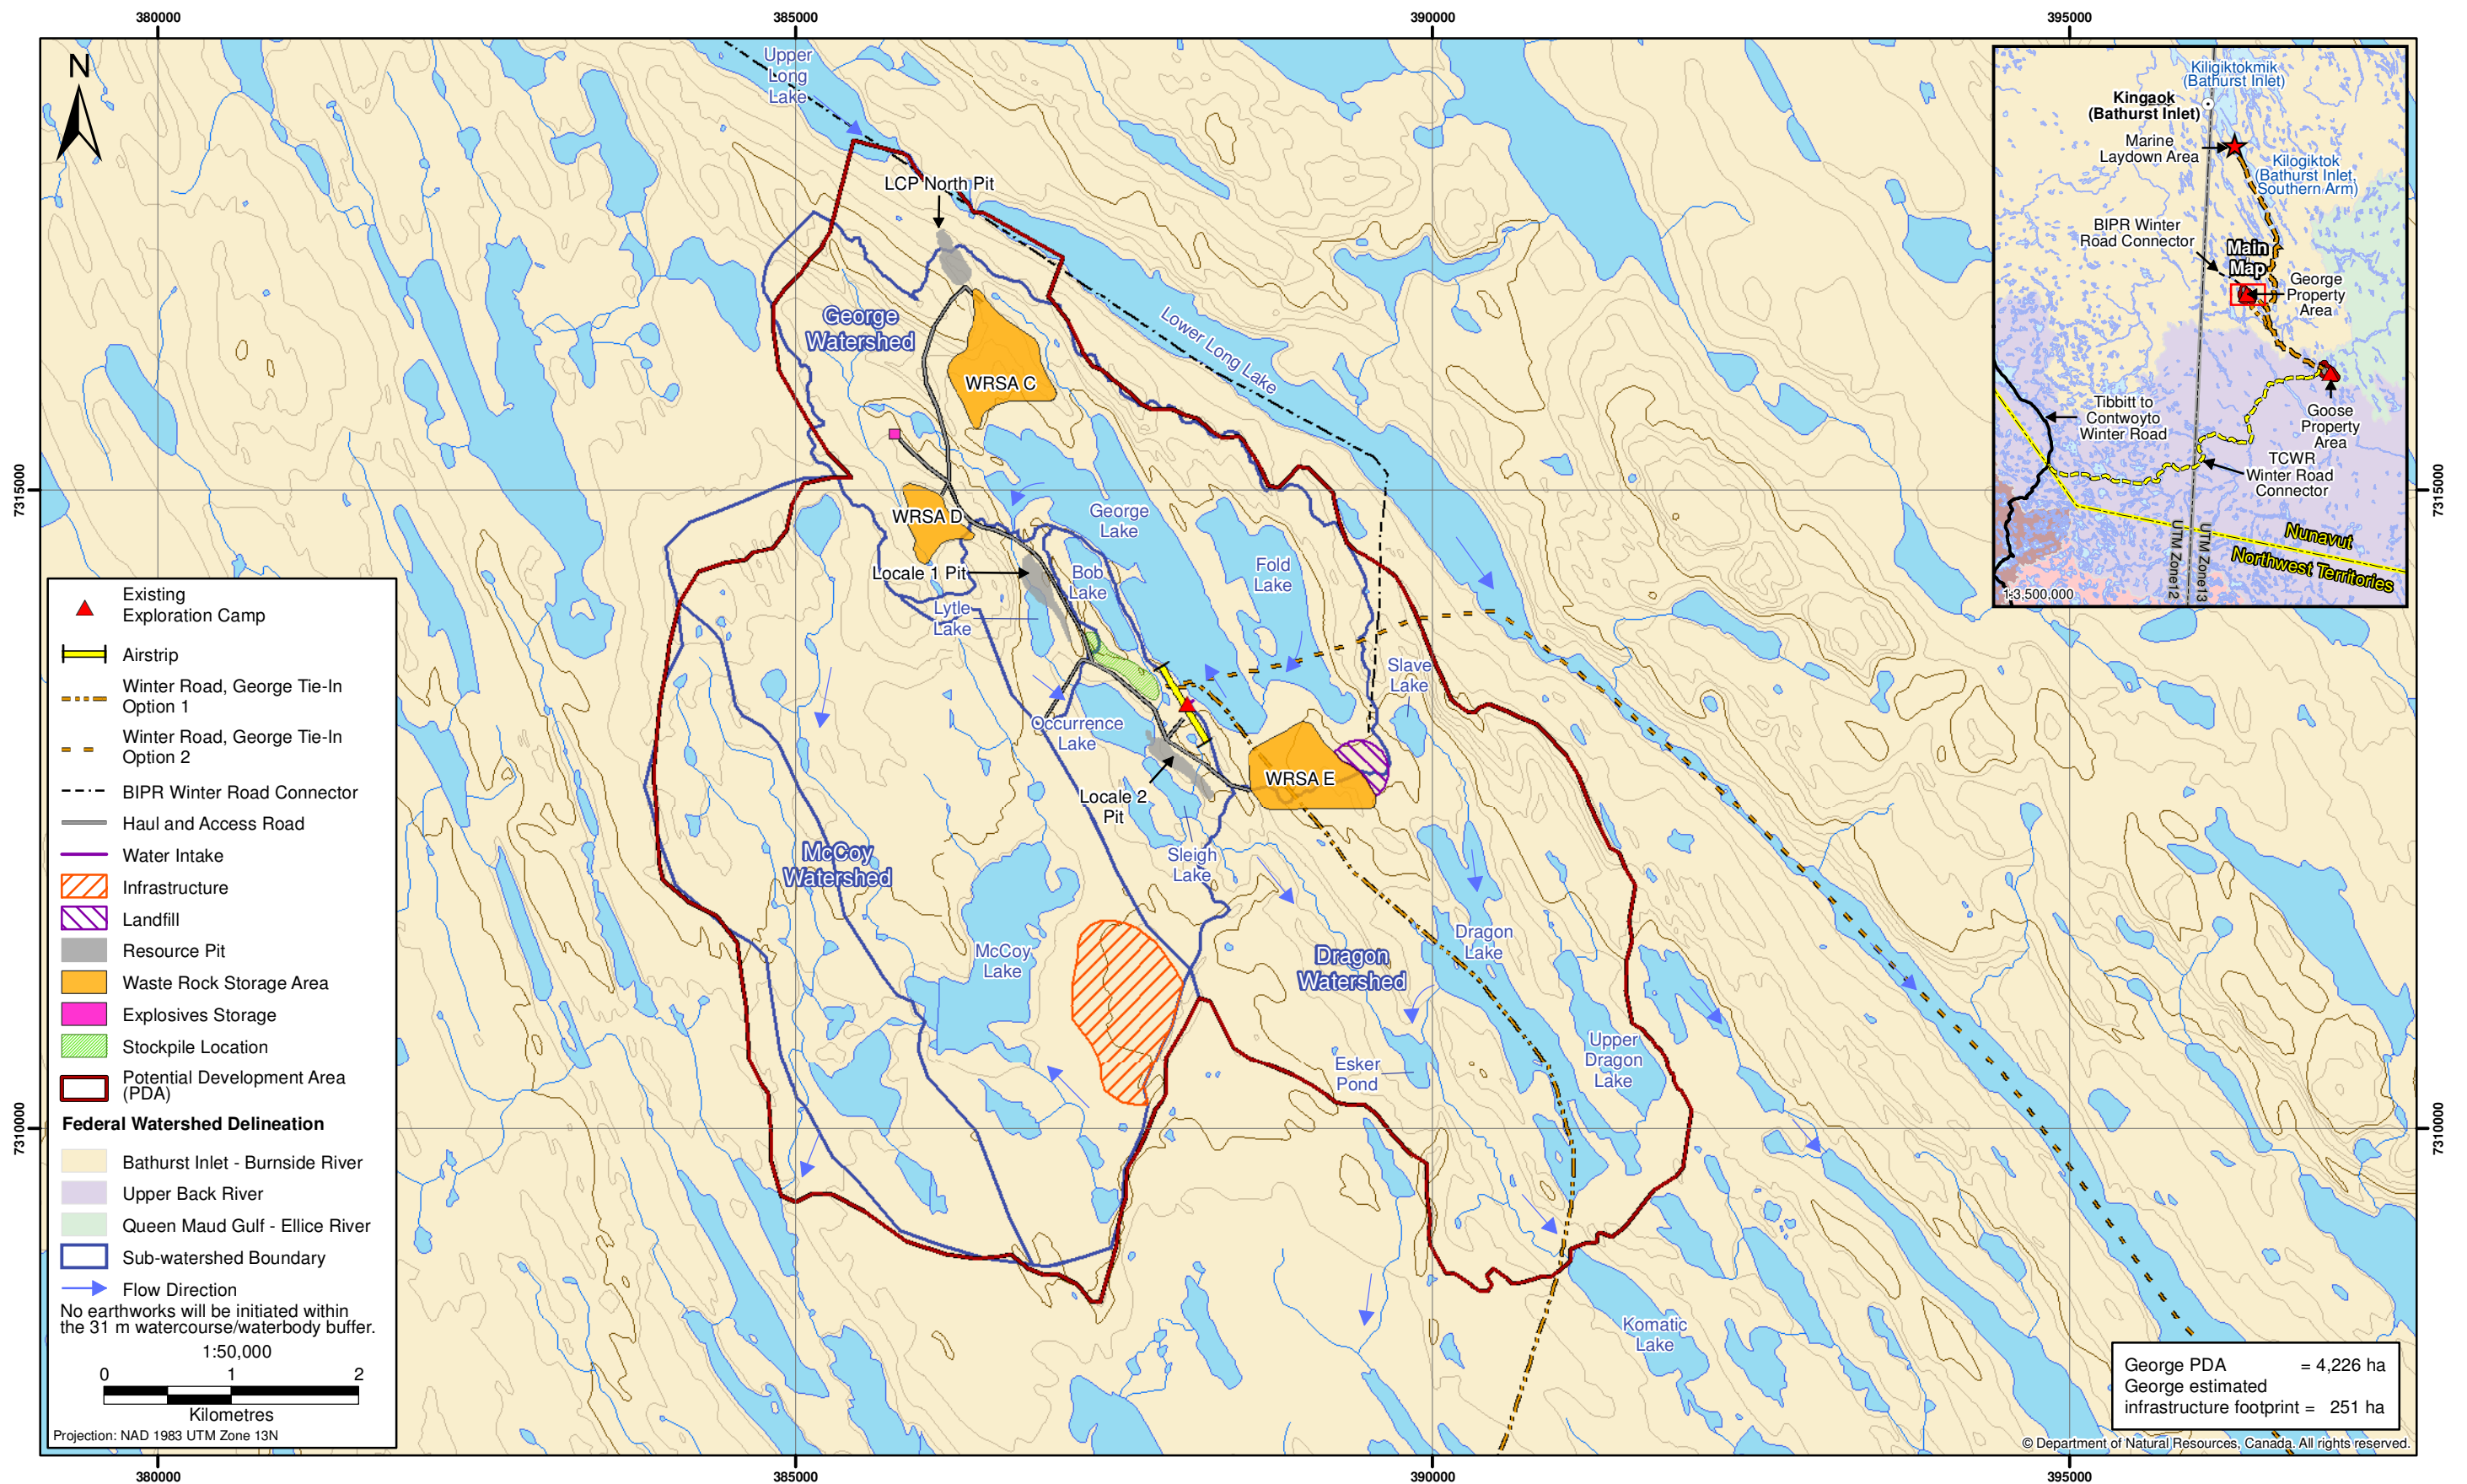 380000
385000
390000
395000
N
Upper
Long
Lake
LCP North Pit
George
Watershed
WRSA C
Lower Long Lake
7315000
7315000
WRSA D
George
Lake
Locale 1 Pit
Bob
Lake
Fold
Lake
Lytle
Lake
Slave
Lake
Occurrence
Lake
Locale 2
Pit
WRSA E
Sleigh
Lake
McCoy
Watershed
McCoy
Lake
Dragon
Watershed
Dragon
Lake
Upper
Dragon
Lake
Esker
Pond
Komatic
Lake
7310000
7310000
Kiligiktokmik
(Bathurst Inlet)
Kingaok
(Bathurst Inlet)
Marine
Laydown Area
Kilogiktok
(Bathurst Inlet,
Southern Arm)
BIPR Winter
Road Connector
Main
Map
George
Property
Area
Tibbitt to
Contwoyto
Winter Road
Goose
Property
Area
TCWR
Winter Road
Connector
UTM Zone12
UTM Zone13
Nunavut
Northwest Territories
1:3,500,000
Existing
Exploration Camp
Airstrip
Winter Road, George Tie-In
Option 1
Winter Road, George Tie-In
Option 2
BIPR Winter Road Connector
Haul and Access Road
Water Intake
Infrastructure
Landfill
Resource Pit
Waste Rock Storage Area
Explosives Storage
Stockpile Location
Potential Development Area
(PDA)
Federal Watershed Delineation
Bathurst Inlet - Burnside River
Upper Back River
Queen Maud Gulf - Ellice River
Sub-watershed Boundary
Flow Direction
No earthworks will be initiated within
the 31 m watercourse/waterbody buffer.
1:50,000
0 1 2
Kilometres
Projection: NAD 1983 UTM Zone 13N
George PDA = 4,226 ha
George estimated
infrastructure footprint = 251 ha
© Department of Natural Resources, Canada. All rights reserved.
380000
385000
390000
395000